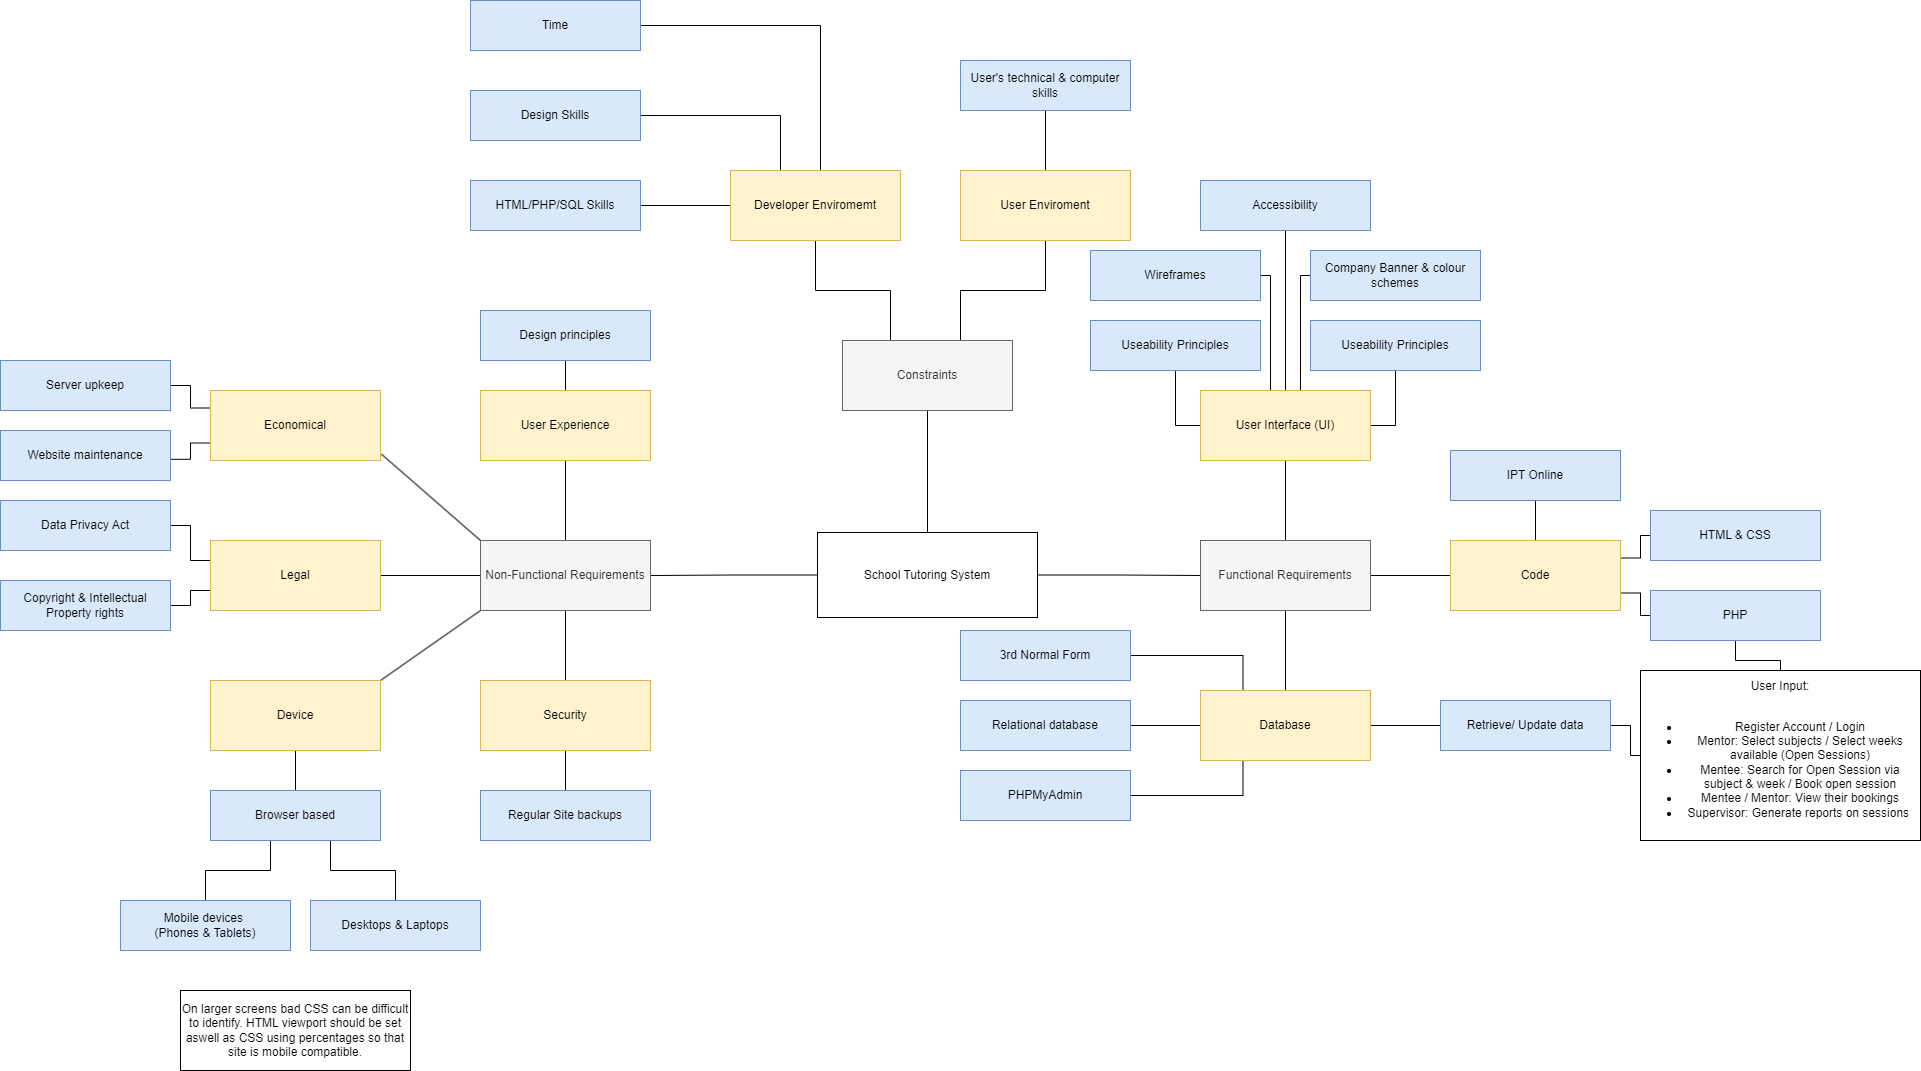 Time
User's technical & computer
skills
Design Skills
HTML/PHP/SQL Skills
Developer Enviromemt
User Enviroment
Accessibility
Wireframes
Company Banner & colour
schemes
Design principles
Useability Principles
Useability Principles
Constraints
Server upkeep
Economical
User Experience
User Interface (UI)
Website maintenance
IPT Online
Data Privacy Act
HTML & CSS
Legal
Non-Functional Requirements
School Tutoring System
Functional Requirements
Code
Copyright & Intellectual
Property rights
PHP
3rd Normal Form
User Input:
Device
Security
Relational database
Database
Retrieve/ Update data
• Register Account / Login
• Mentor: Select subjects / Select weeks
available (Open Sessions)
• Mentee: Search for Open Session via
subject & week / Book open session
• Mentee / Mentor: View their bookings
• Supervisor: Generate reports on sessions
PHPMyAdmin
Browser based
Regular Site backups
Mobile devices
(Phones & Tablets)
Desktops & Laptops
On larger screens bad CSS can be difficult
to identify. HTML viewport should be set
aswell as CSS using percentages so that
site is mobile compatible.